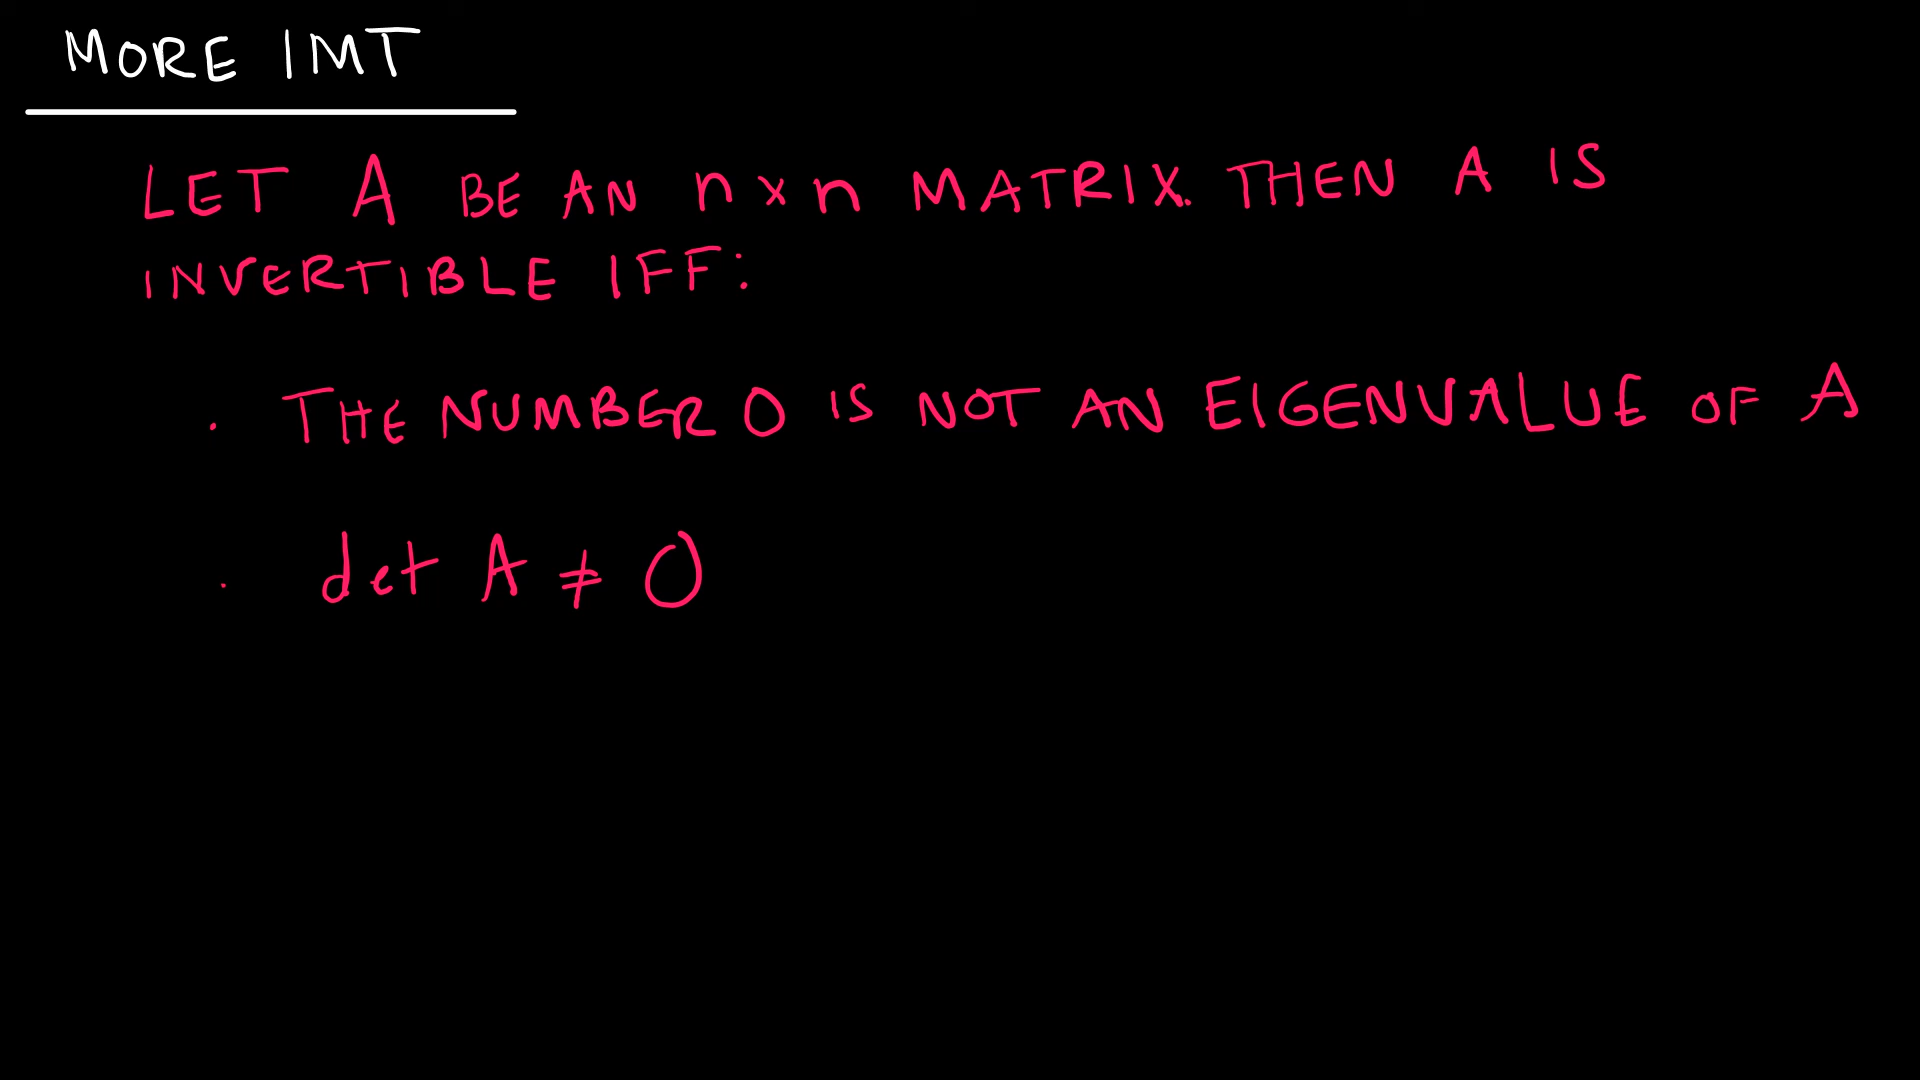 MORE IMT
LET A BE AN n x n MATRIX. THEN A IS
INVERTIBLE IFF:
· THE NUMBER 0 IS NOT AN EIGENVALUE OF A
· det A ≠ 0